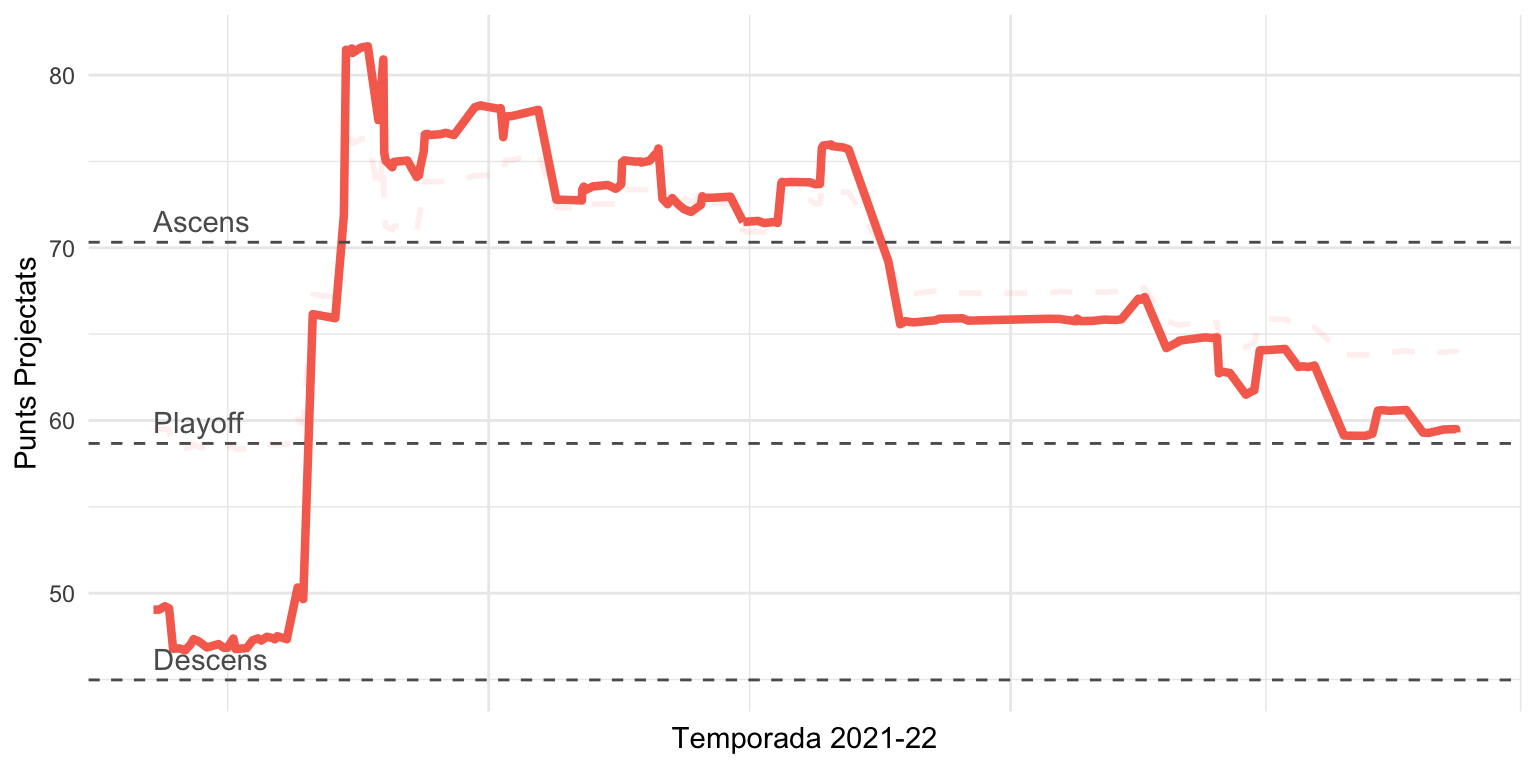 80
70
60
50
Punts Projectats
Ascens
Playoff
Descens
Temporada 2021-22